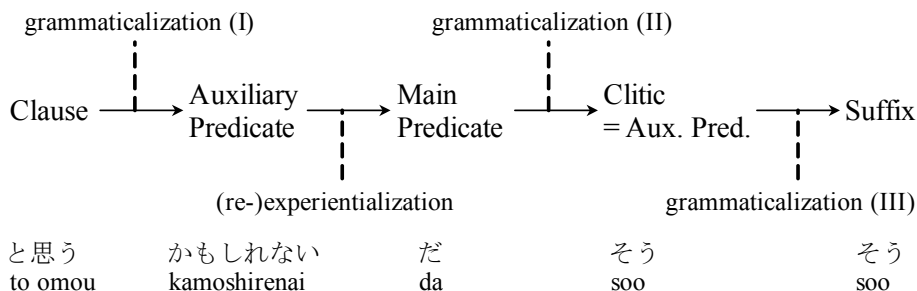 grammaticalization (I) grammaticalization (II)
Clause Auxiliary Predicate Main Predicate Clitic = Aux. Pred. Suffix
(re-)experientialization grammaticalization (III)
と思う かもしれない だ そう そう
to omou kamoshirenai da soo soo